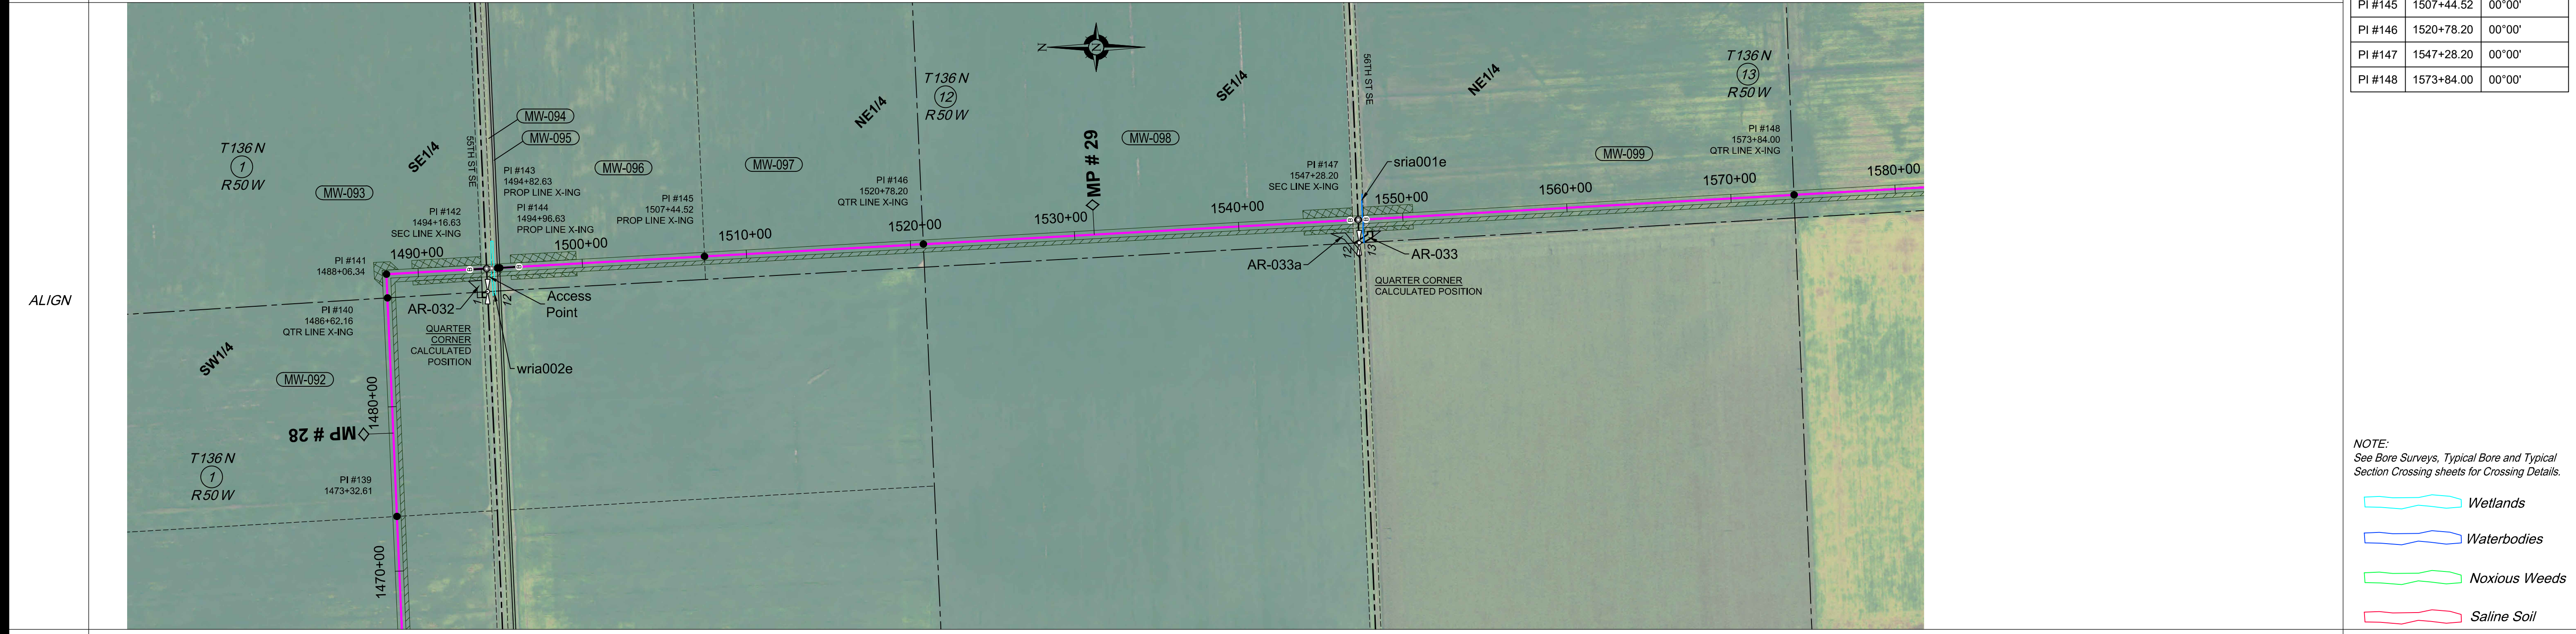 ALIGN
T136 N
1
R50 W
SE1/4
MW-093
MW-094
MW-095
55TH ST SE
PI #143
1494+82.63
PROP LINE X-ING
PI #144
1494+96.63
PROP LINE X-ING
PI #142
1494+16.63
SEC LINE X-ING
PI #141
1488+06.34
1490+00
1500+00
MW-096
PI #145
1507+44.52
PROP LINE X-ING
1510+00
MW-097
NE1/4
T136 N
12
R50 W
PI #146
1520+78.20
QTR LINE X-ING
1520+00
N
N
MP # 29
1530+00
MW-098
SE1/4
1540+00
56TH ST SE
PI #147
1547+28.20
SEC LINE X-ING
sria001e
1550+00
NE1/4
MW-099
1560+00
1570+00
T136 N
13
R50 W
PI #148
1573+84.00
QTR LINE X-ING
1580+00
B
B
B
B
PI #140
1486+62.16
QTR LINE X-ING
AR-032
1
12
Access
Point
QUARTER
CORNER
CALCULATED
POSITION
wria002e
AR-033a
12
13
AR-033
QUARTER CORNER
CALCULATED POSITION
SW1/4
MW-092
1480+00
MP # 28
T136 N
1
R50 W
PI #139
1473+32.61
1470+00
PI #145 1507+44.52 00°00'
PI #146 1520+78.20 00°00'
PI #147 1547+28.20 00°00'
PI #148 1573+84.00 00°00'
NOTE:
See Bore Surveys, Typical Bore and Typical
Section Crossing sheets for Crossing Details.
Wetlands
Waterbodies
Noxious Weeds
Saline Soil